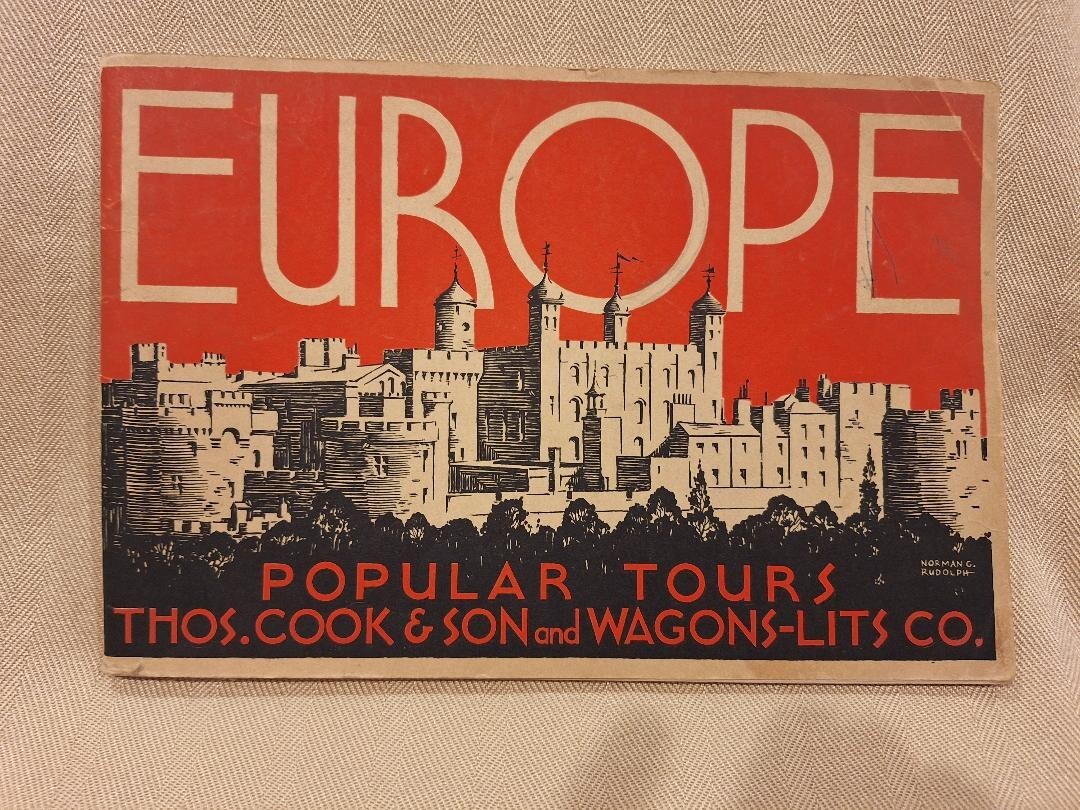 EUROPE
NORMAN G.
RUDOLPH
POPULAR TOURS
THOS. COOK & SON and WAGONS-LITS CO.